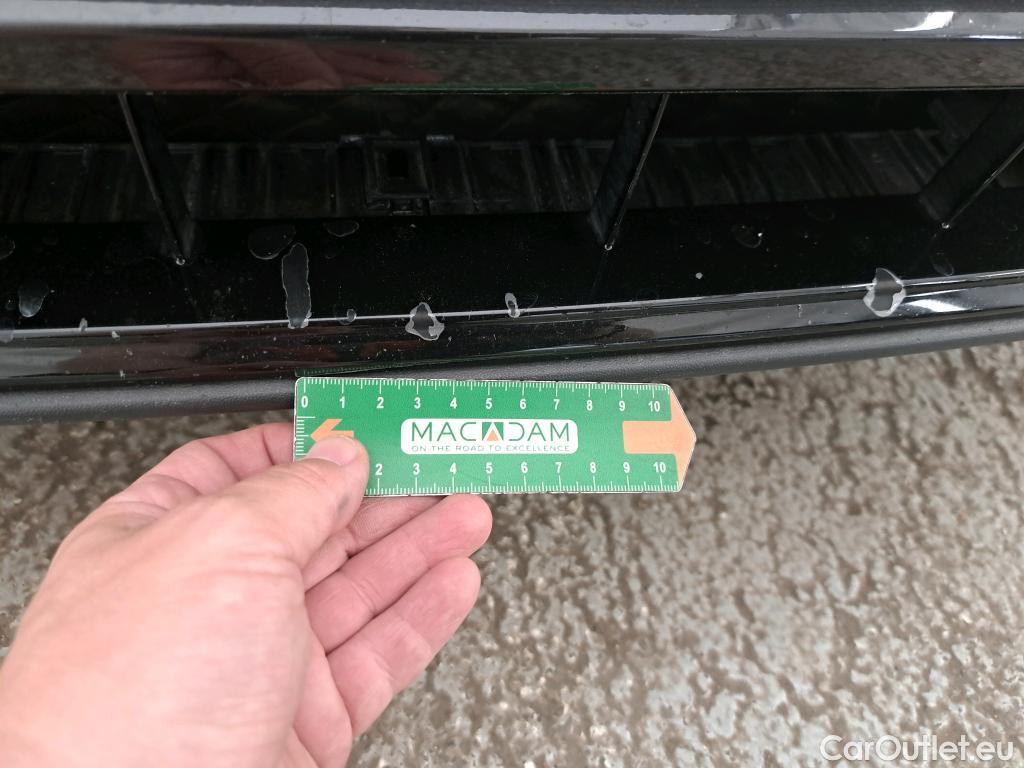 0 1 2 3 4 5 6 7 8 9 10
MACADAM
ON THE ROAD TO EXCELLENCE
2 3 4 5 6 7 8 9 10
CarOutlet.eu